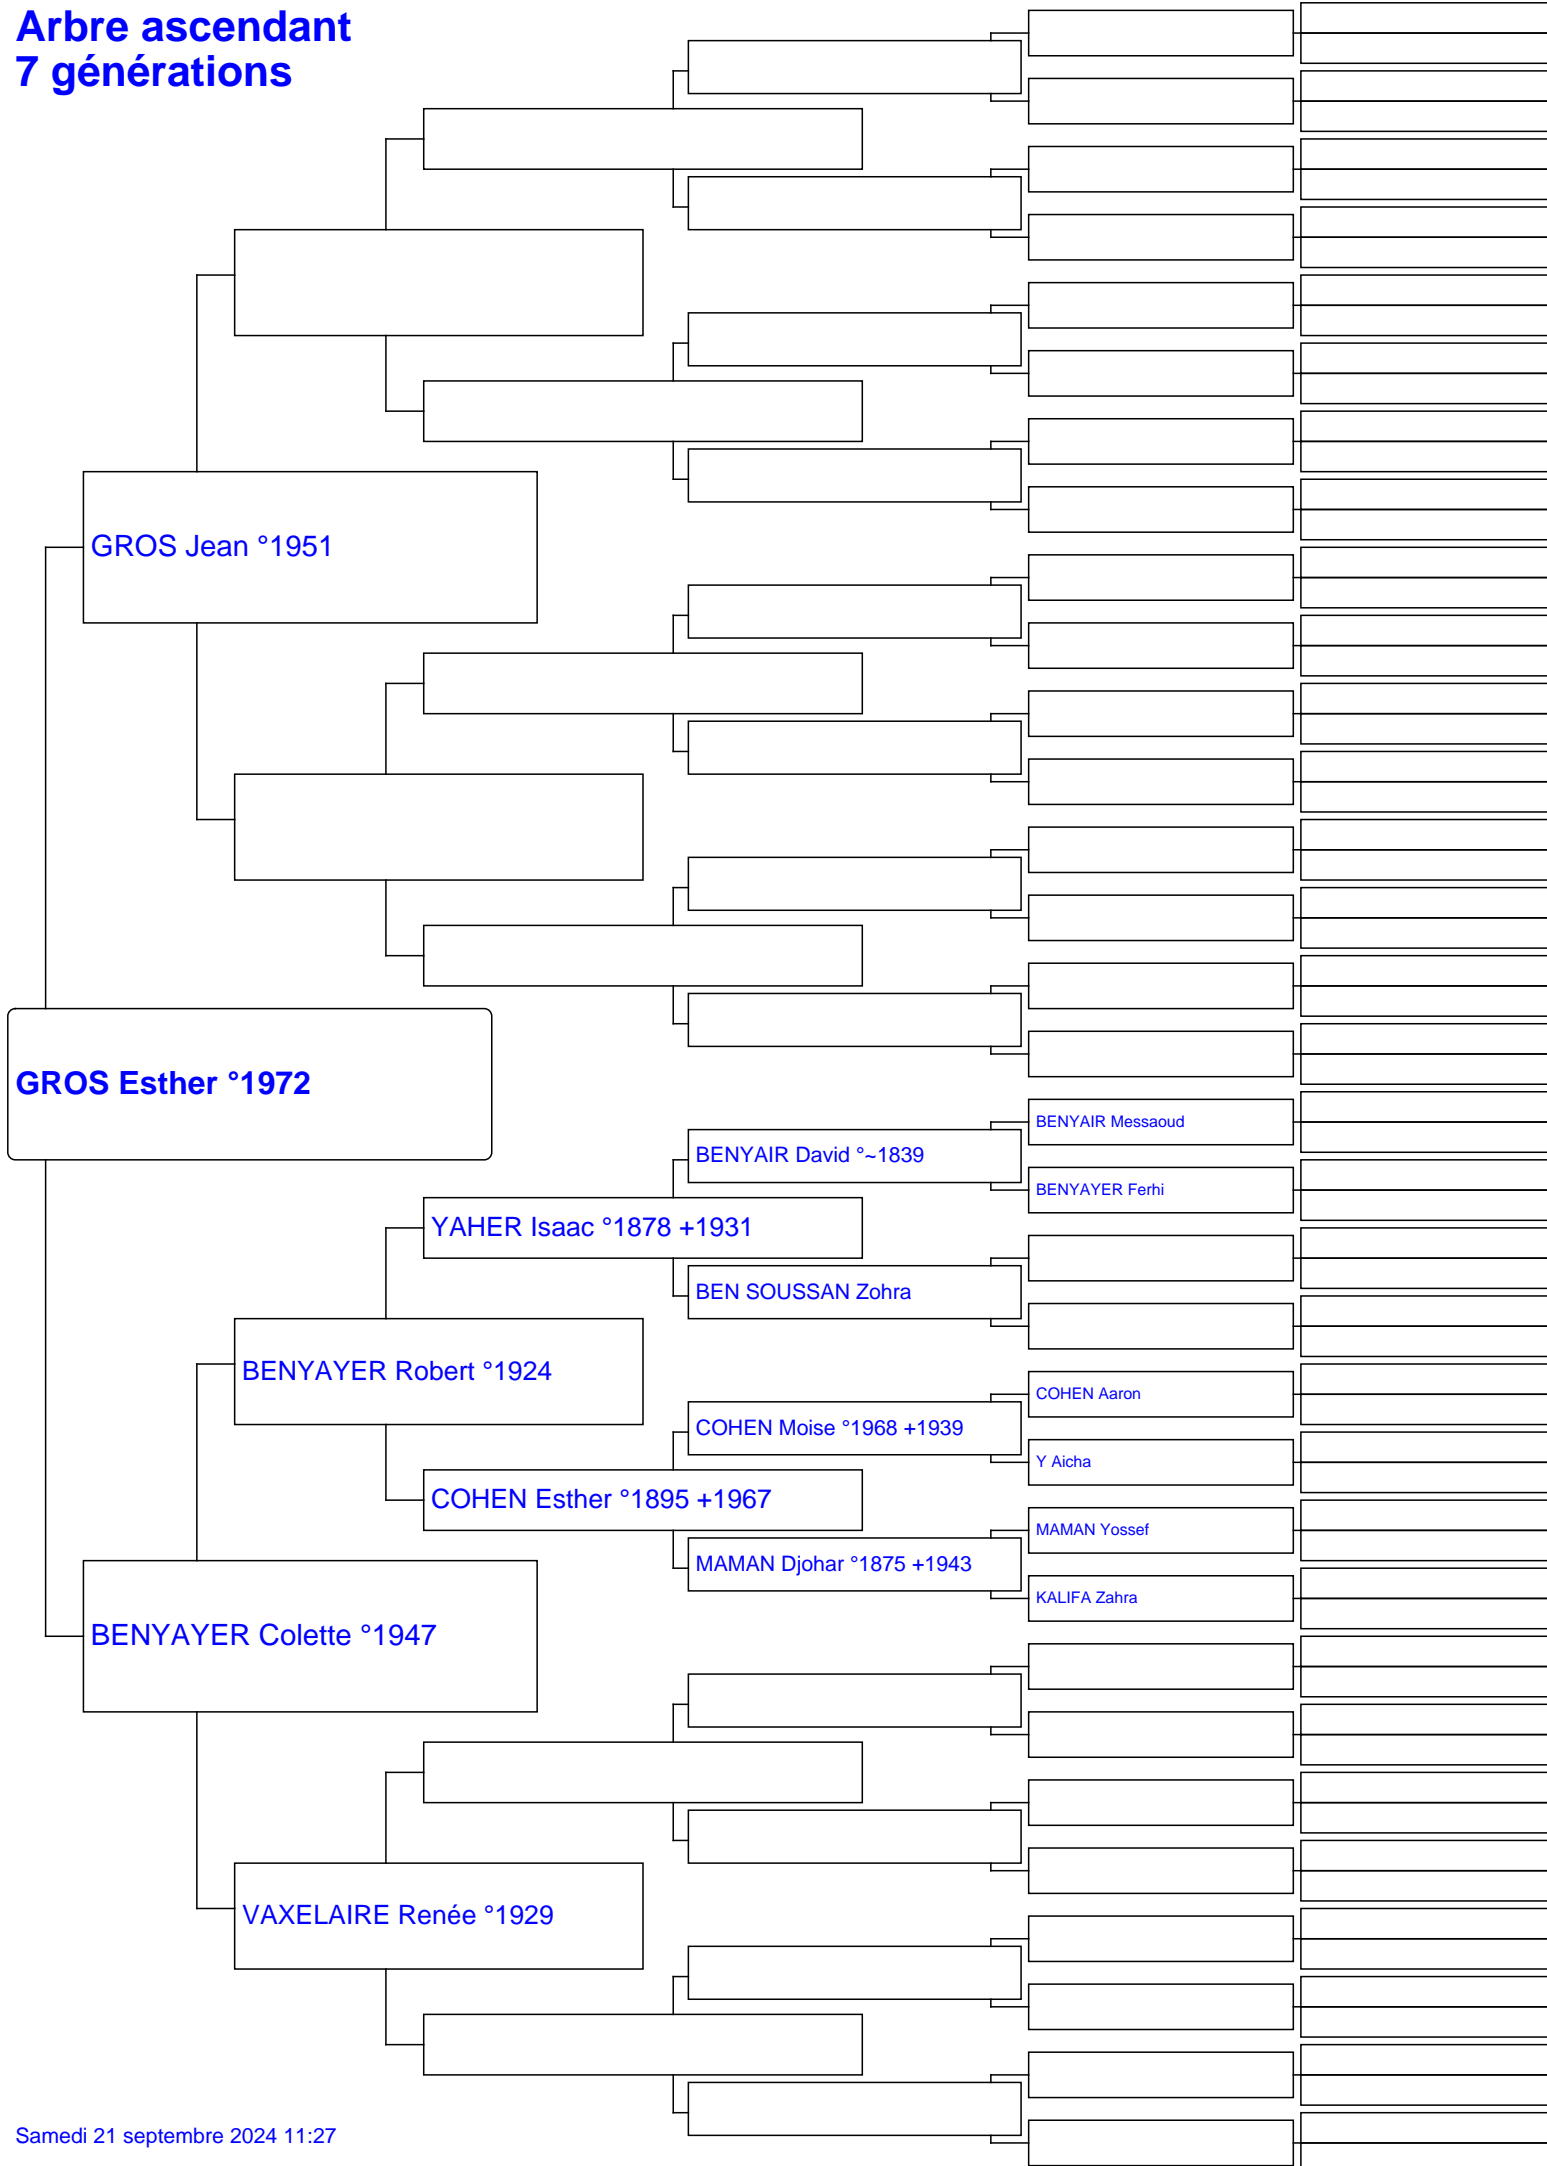 Arbre ascendant
7 générations
GROS Jean °1951
GROS Esther °1972
BENYAIR Messaoud
BENYAIR David °~1839
BENYAYER Ferhi
YAHER Isaac °1878 +1931
BEN SOUSSAN Zohra
BENYAYER Robert °1924
COHEN Aaron
COHEN Moise °1968 +1939
Y Aicha
COHEN Esther °1895 +1967
MAMAN Yossef
MAMAN Djohar °1875 +1943
KALIFA Zahra
BENYAYER Colette °1947
VAXELAIRE Renée °1929
Samedi 21 septembre 2024 11:27